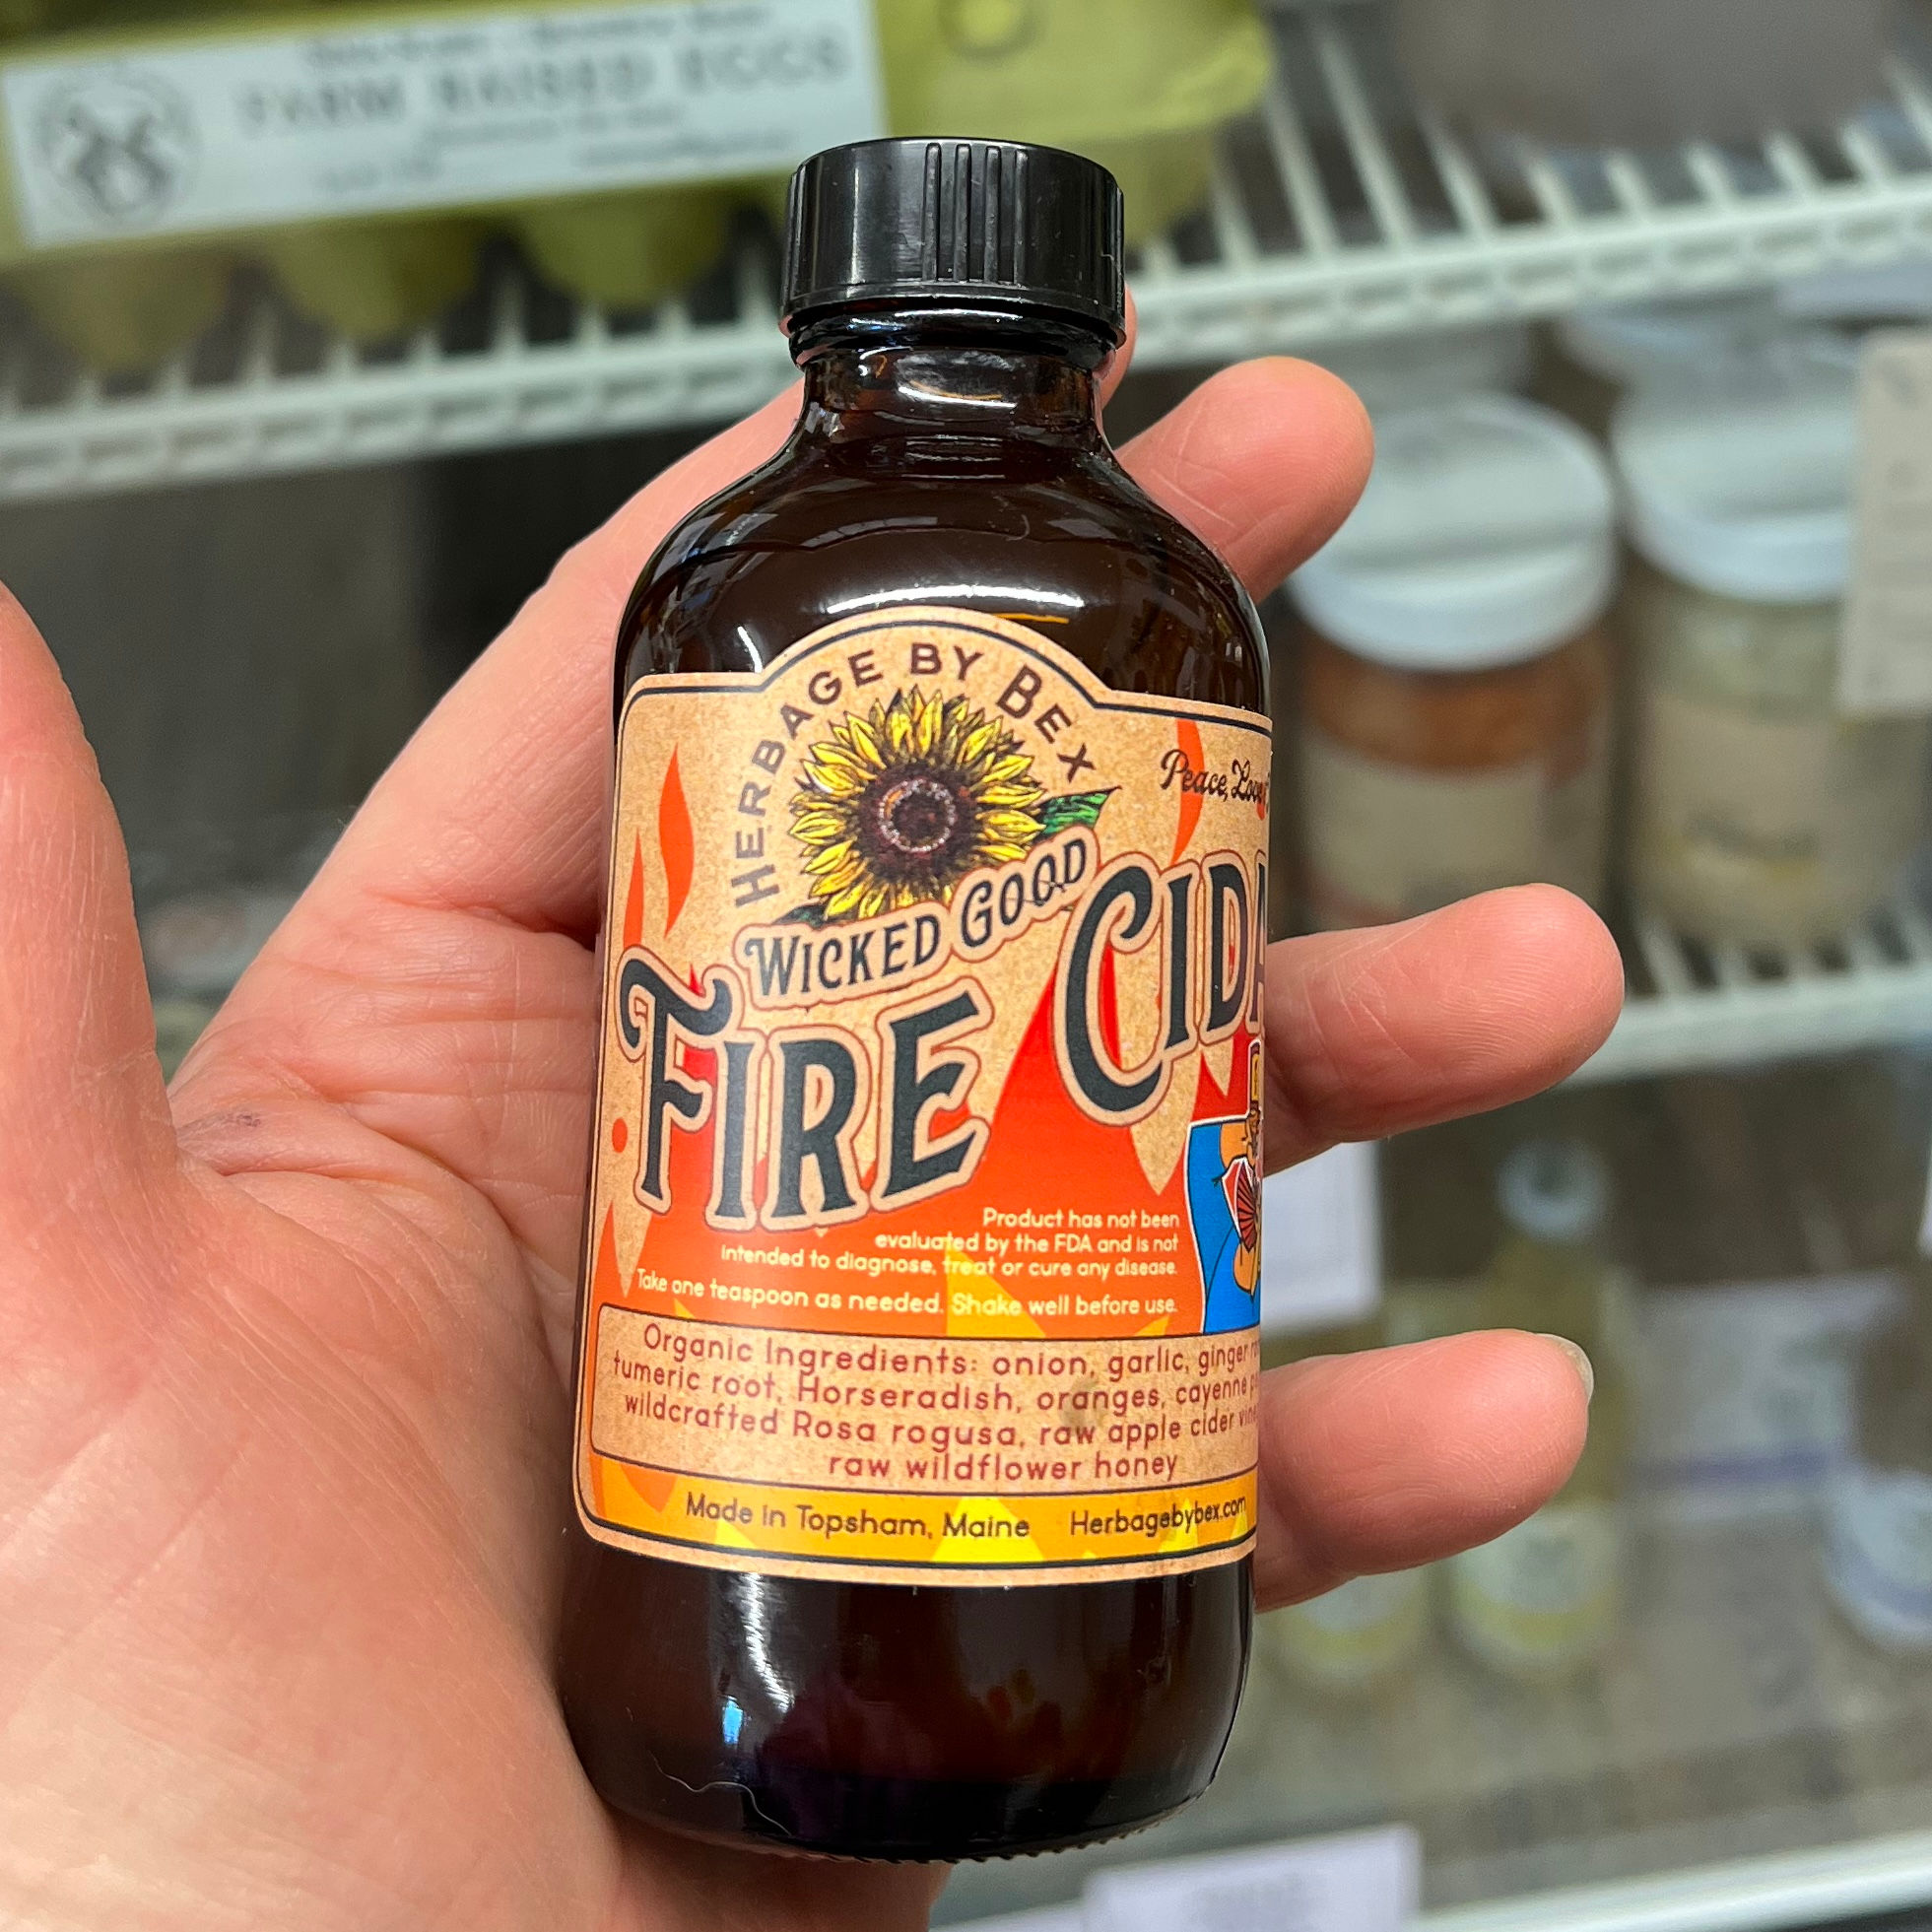 FARM RAISED EGGS
HERBAGE BY BEX
Peace, Love
WICKED GOOD
FIRE CIDA
Product has not been
evaluated by the FDA and is not
intended to diagnose, treat or cure any disease.
Take one teaspoon as needed. Shake well before use.
Organic Ingredients: onion, garlic, ginger
tumeric root, Horseradish, oranges, cayenne
wildcrafted Rosa rogusa, raw apple cider
raw wildflower honey
Made in Topsham, Maine Herbagebybex.com